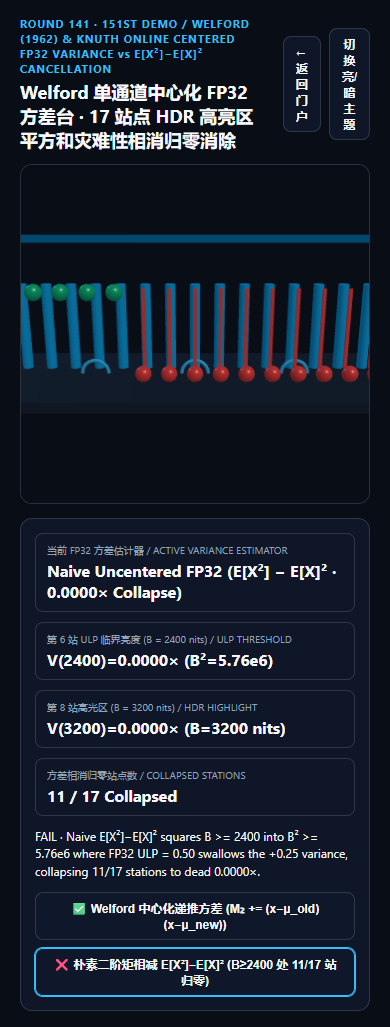 ROUND 141 · 151ST DEMO / WELFORD
(1962) & KNUTH ONLINE CENTERED
FP32 VARIANCE vs E[X²]−E[X]²
CANCELLATION
Welford 单通道中心化 FP32
方差台 · 17 站点 HDR 高亮区
平方和灾难性相消归零消除
←
返
回
门
户
切
换
亮/
暗
主
题
当前 FP32 方差估计器 / ACTIVE VARIANCE ESTIMATOR
Naive Uncentered FP32 (E[X²] − E[X]² ·
0.0000× Collapse)
第 6 站 ULP 临界亮度 (B = 2400 nits) / ULP THRESHOLD
V(2400)=0.0000× (B²=5.76e6)
第 8 站高光区 (B = 3200 nits) / HDR HIGHLIGHT
V(3200)=0.0000× (B=3200 nits)
方差相消归零站点数 / COLLAPSED STATIONS
11 / 17 Collapsed
FAIL · Naive E[X²]−E[X]² squares B >= 2400 into B² >=
5.76e6 where FP32 ULP = 0.50 swallows the +0.25 variance,
collapsing 11/17 stations to dead 0.0000×.
✅ Welford 中心化递推方差 (M₂ += (x−μ_old)
(x−μ_new))
❌ 朴素二阶矩相减 E[X²]−E[X]² (B≥2400 处 11/17 站
归零)